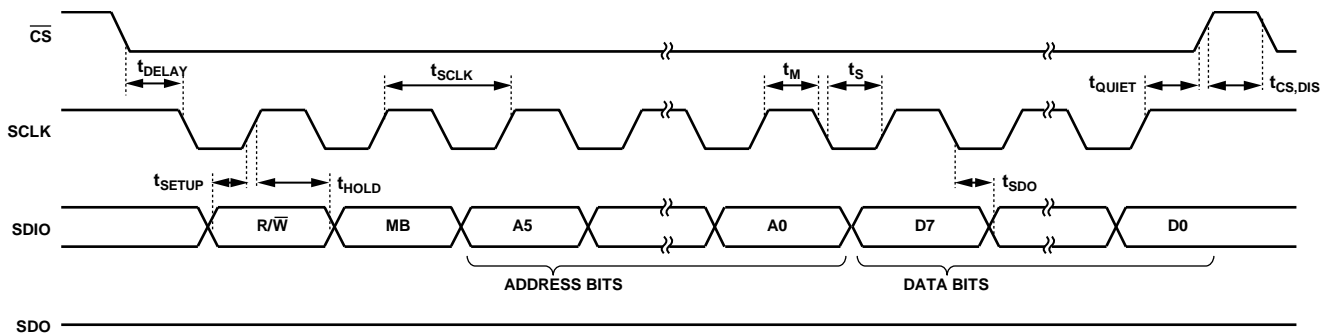 CS
tDELAY
tSCLK
tM
tS
tQUIET
tCS,DIS
SCLK
tSETUP
tHOLD
tSDO
SDIO
R/W
MB
A5
A0
D7
D0
ADDRESS BITS
DATA BITS
SDO